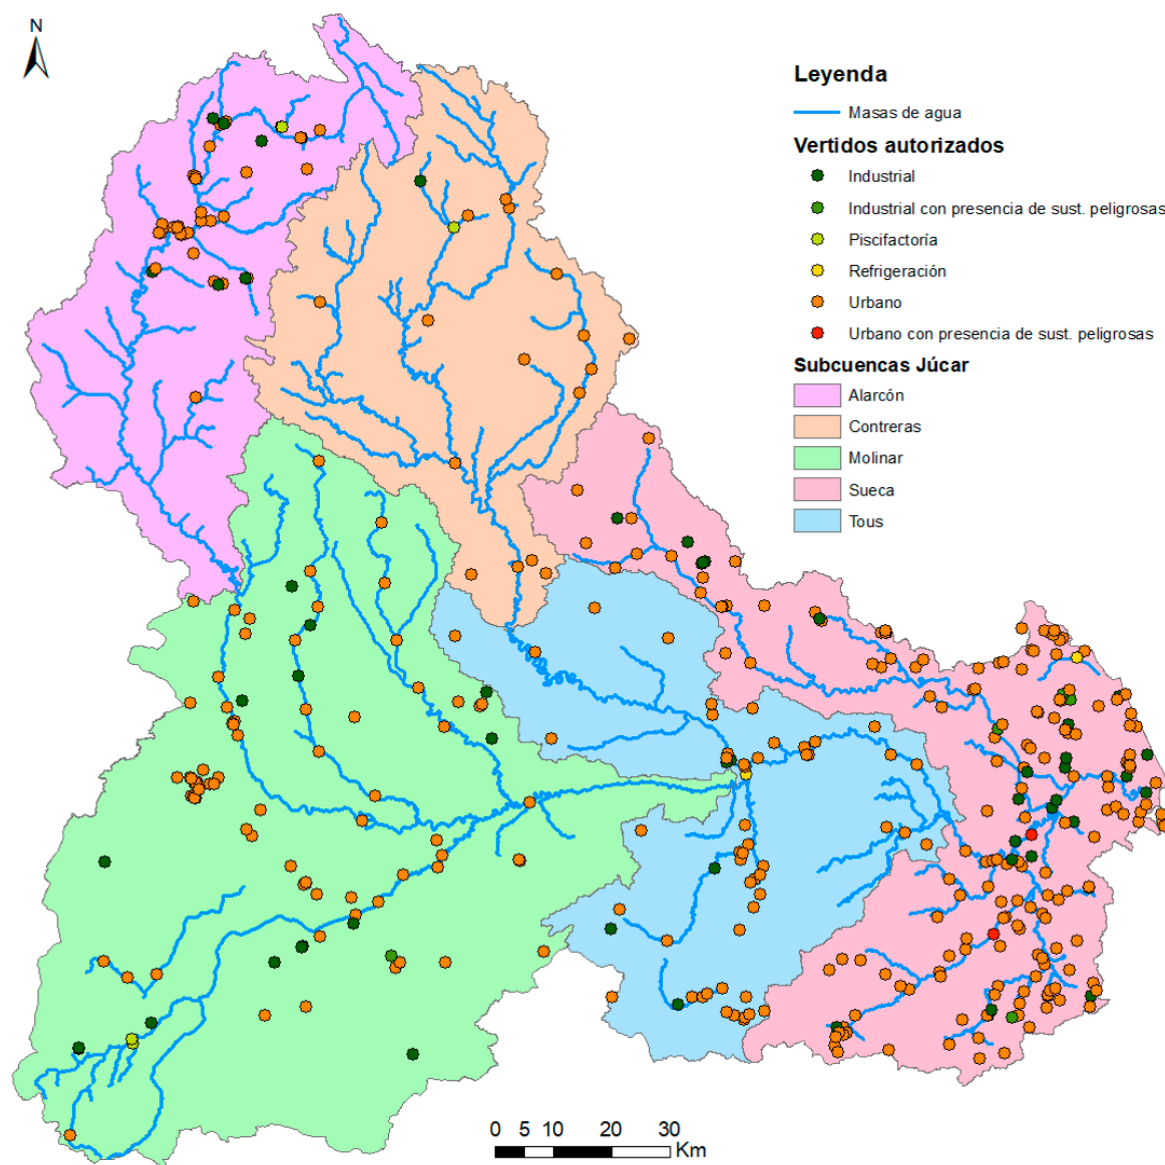 N
Leyenda
Masas de agua
Vertidos autorizados
Industrial
Industrial con presencia de sust. peligrosas
Piscifactoría
Refrigeración
Urbano
Urbano con presencia de sust. peligrosas
Subcuencas Júcar
Alarcón
Contreras
Molinar
Sueca
Tous
0 5 10 20 30
Km